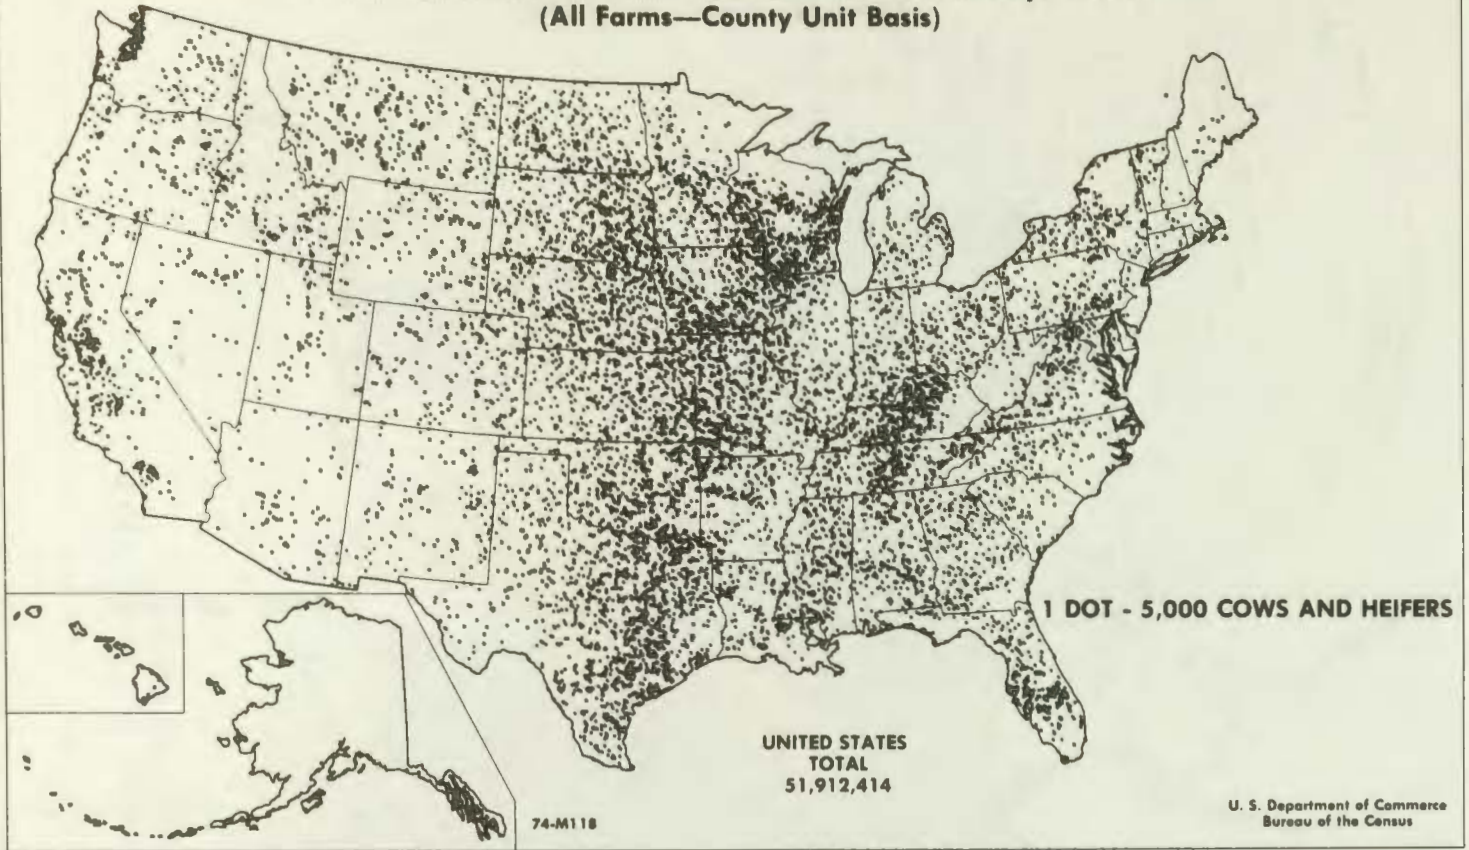 (All Farms—County Unit Basis)
1 DOT - 5,000 COWS AND HEIFERS
UNITED STATES
TOTAL
51,912,414
74-M118
U. S. Department of Commerce
Bureau of the Census